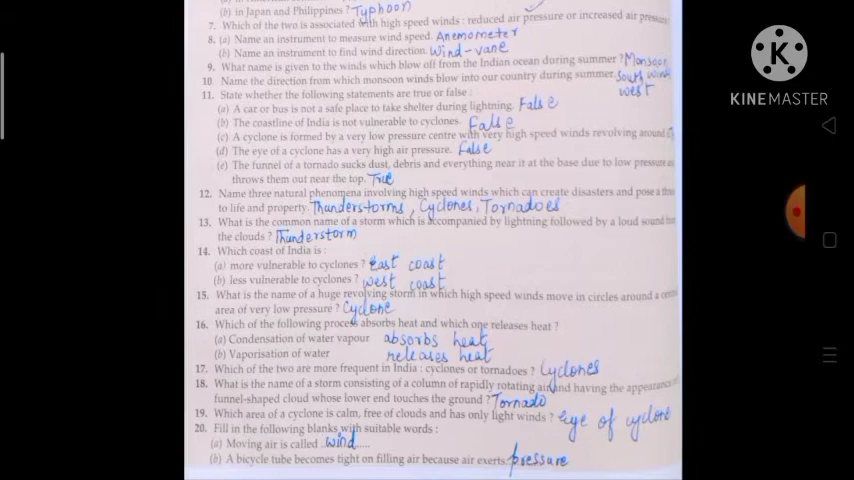 (b) in Japan and Philippines ? Typhoon
7. Which of the two is associated with high speed winds : reduced air pressure or increased air pressure
8. (a) Name an instrument to measure wind speed. Anemometer
(b) Name an instrument to find wind direction. Wind-vane
9. What name is given to the winds which blow off from the Indian ocean during summer ? Monsoon winds
10. Name the direction from which monsoon winds blow into our country during summer. South west
11. State whether the following statements are true or false :
(a) A car or bus is not a safe place to take shelter during lightning. False
(b) The coastline of India is not vulnerable to cyclones. False
(c) A cyclone is formed by a very low pressure centre with very high speed winds revolving around
(d) The eye of a cyclone has a very high air pressure. False
(e) The funnel of a tornado sucks dust, debris and everything near it at the base due to low pressure
throws them out near the top. True
12. Name three natural phenomena involving high speed winds which can create disasters and pose a
to life and property. Thunderstorms, Cyclones, Tornadoes
13. What is the common name of a storm which is accompanied by lightning followed by a loud sound
the clouds ? Thunderstorm
14. Which coast of India is :
(a) more vulnerable to cyclones ? East coast
(b) less vulnerable to cyclones ? West coast
15. What is the name of a huge revolving storm in which high speed winds move in circles around a
area of very low pressure ? Cyclone
16. Which of the following process absorbs heat and which one releases heat ?
(a) Condensation of water vapour absorbs heat
(b) Vaporisation of water releases heat
17. Which of the two are more frequent in India : cyclones or tornadoes ? Cyclones
18. What is the name of a storm consisting of a column of rapidly rotating air and having the appearance
funnel-shaped cloud whose lower end touches the ground ? Tornado
19. Which area of a cyclone is calm, free of clouds and has only light winds ? Eye of cyclone
20. Fill in the following blanks with suitable words :
(a) Moving air is called ..wind.....
(b) A bicycle tube becomes tight on filling air because air exerts. pressure
K
KINEMASTER